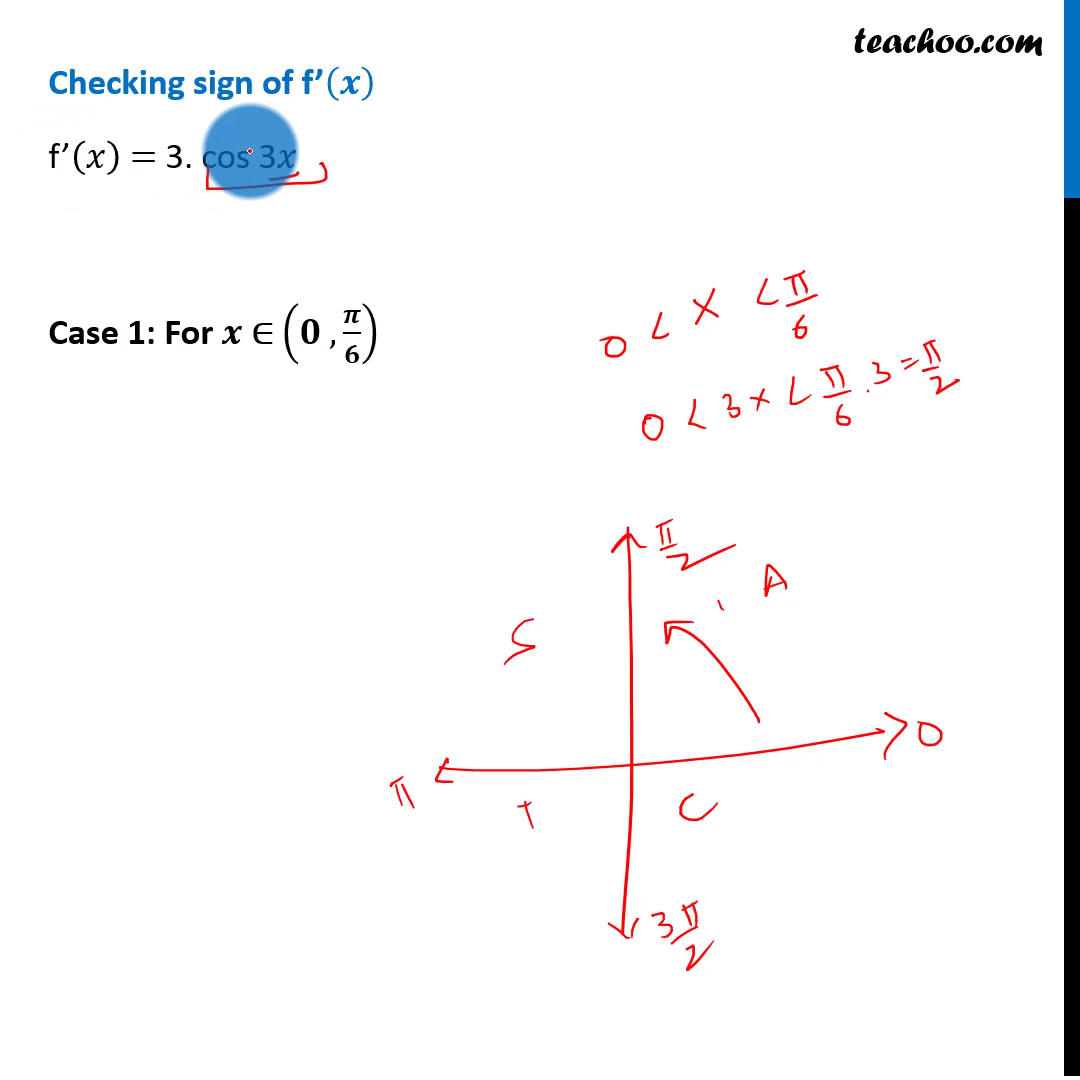 teachoo.com
Checking sign of f’(𝒙)
f’(𝑥) = 3. cos 3𝑥
0 < x < π/6
Case 1: For 𝒙 ∈ (𝟎 , 𝝅/𝟔)
0 < 3x < π/6 . 3 = π/2
π/2
A
S
0
π
T
C
3π/2